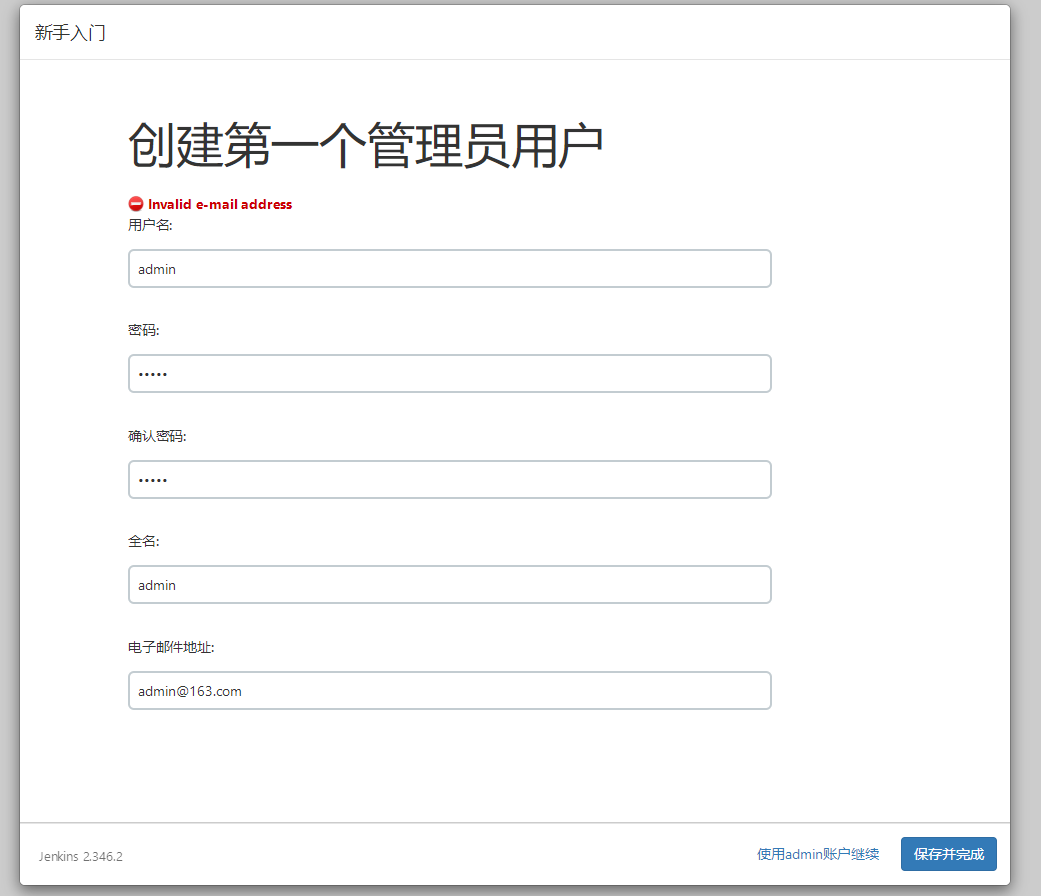 新手入门
创建第一个管理员用户
Invalid e-mail address
用户名:
admin
密码:
•••••
确认密码:
•••••
全名:
admin
电子邮件地址:
admin@163.com
Jenkins 2.346.2
使用admin账户继续
保存并完成